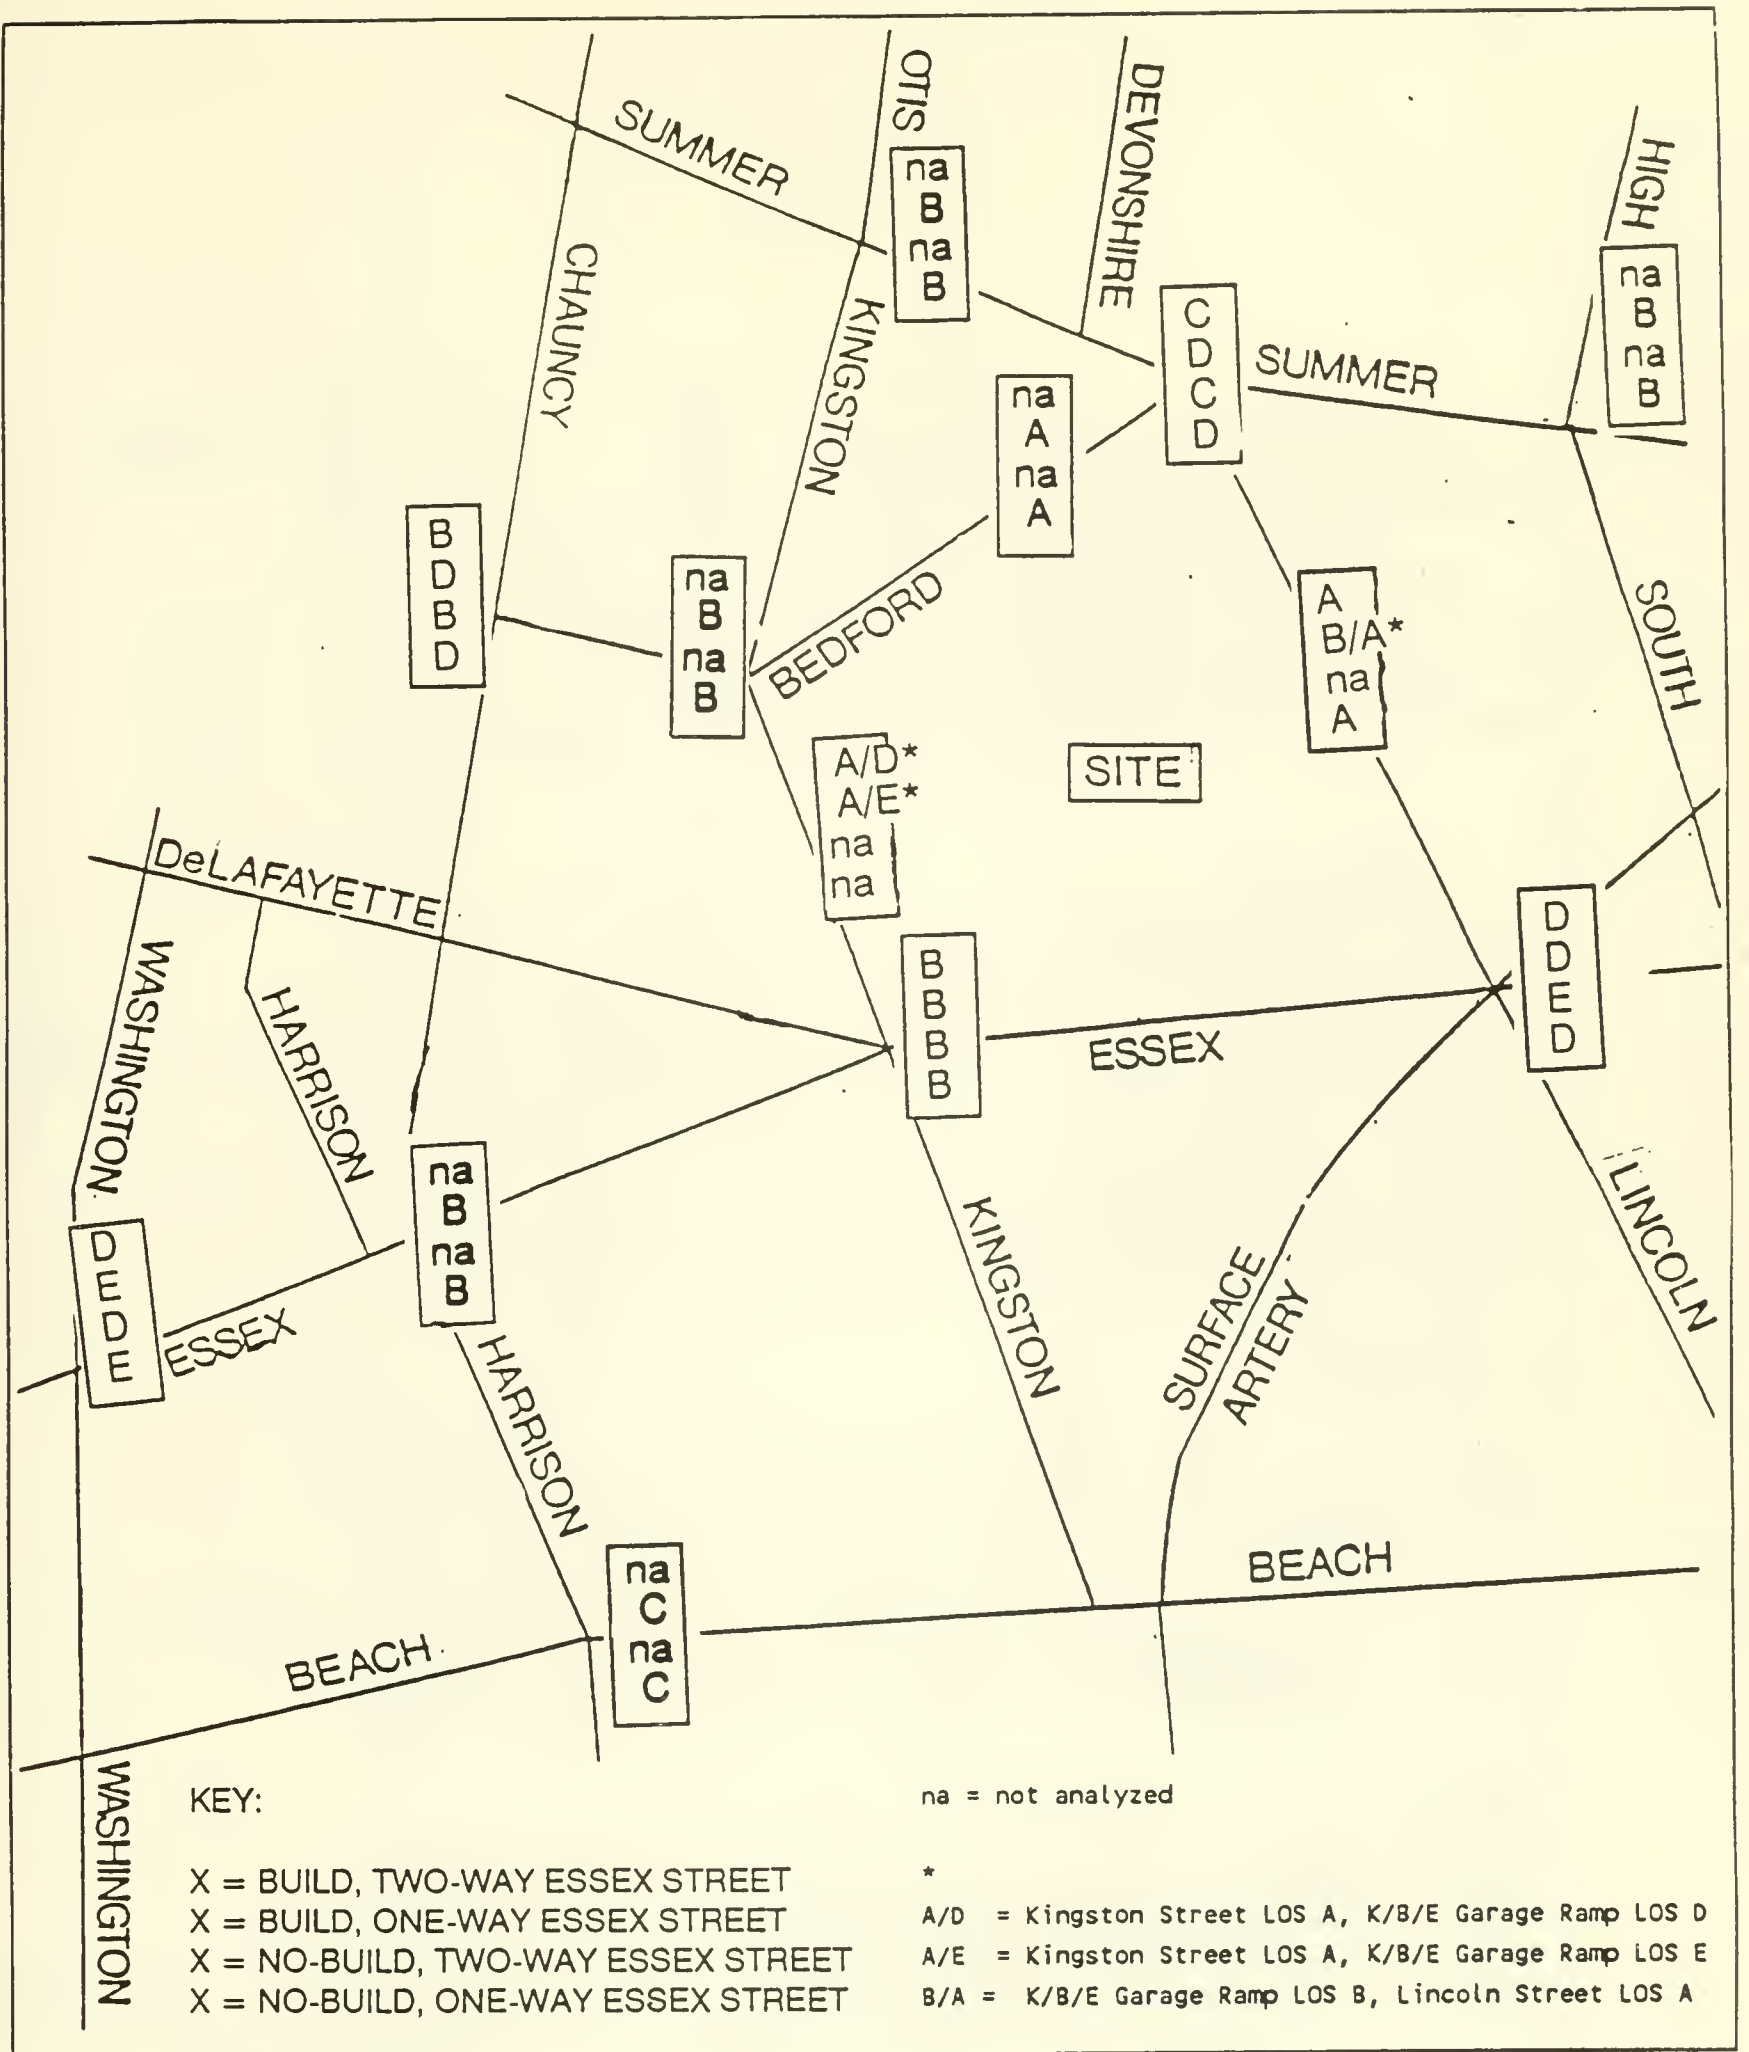 OTIS
DEVONSHIRE
SUMMER
HIGH
na
B
na
B
CHAUNCY
KINGSTON
na
B
na
B
C
D
C
D
SUMMER
na
A
na
A
B
D
B
D
na
B
na
B
BEDFORD
A
B/A*
na
A
SOUTH
A/D*
A/E*
na
na
SITE
DeLAFAYETTE
WASHINGTON
HARRISON
B
B
B
B
ESSEX
D
D
E
D
na
B
na
B
D
E
D
E
ESSEX
KINGSTON
LINCOLN
SURFACE
ARTERY
HARRISON
na
C
na
C
BEACH
BEACH
WASHINGTON
KEY:
X = BUILD, TWO-WAY ESSEX STREET
X = BUILD, ONE-WAY ESSEX STREET
X = NO-BUILD, TWO-WAY ESSEX STREET
X = NO-BUILD, ONE-WAY ESSEX STREET
na = not analyzed
*
A/D = Kingston Street LOS A, K/B/E Garage Ramp LOS D
A/E = Kingston Street LOS A, K/B/E Garage Ramp LOS E
B/A = K/B/E Garage Ramp LOS B, Lincoln Street LOS A